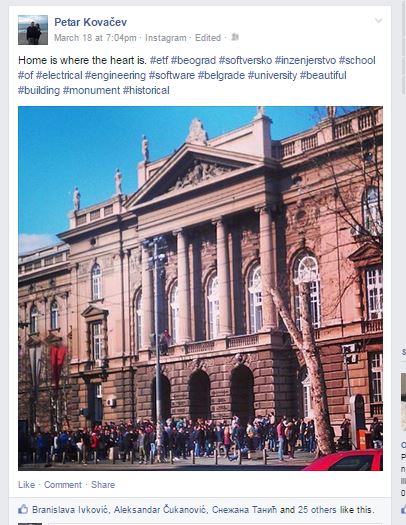 Petar Kovačev
March 18 at 7:04pm · Instagram · Edited ·
Home is where the heart is. #etf #beograd #softversko #inzenjerstvo #school
#of #electrical #engineering #software #belgrade #university #beautiful
#building #monument #historical
Like · Comment · Share
Branislava Ivković, Aleksandar Čukanović, Снежана Танић and 25 others like this.